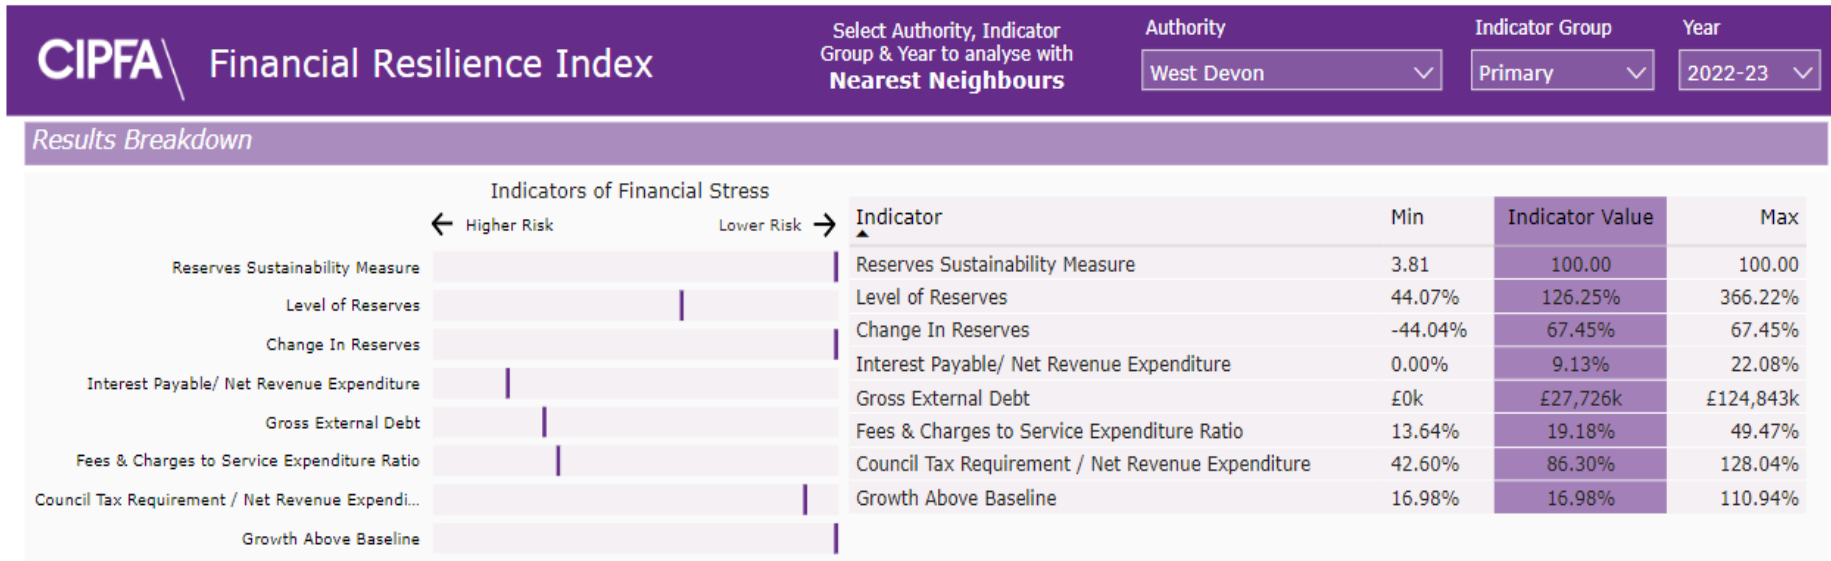 CIPFA\
Financial Resilience Index
Select Authority, Indicator
Group & Year to analyse with
Nearest Neighbours
Authority
West Devon
Indicator Group
Primary
Year
2022-23
Results Breakdown
Indicators of Financial Stress
← Higher Risk Lower Risk →
Reserves Sustainability Measure
Level of Reserves
Change In Reserves
Interest Payable/ Net Revenue Expenditure
Gross External Debt
Fees & Charges to Service Expenditure Ratio
Council Tax Requirement / Net Revenue Expendi...
Growth Above Baseline
Indicator Min Indicator Value Max
Reserves Sustainability Measure 3.81 100.00 100.00
Level of Reserves 44.07% 126.25% 366.22%
Change In Reserves -44.04% 67.45% 67.45%
Interest Payable/ Net Revenue Expenditure 0.00% 9.13% 22.08%
Gross External Debt £0k £27,726k £124,843k
Fees & Charges to Service Expenditure Ratio 13.64% 19.18% 49.47%
Council Tax Requirement / Net Revenue Expenditure 42.60% 86.30% 128.04%
Growth Above Baseline 16.98% 16.98% 110.94%